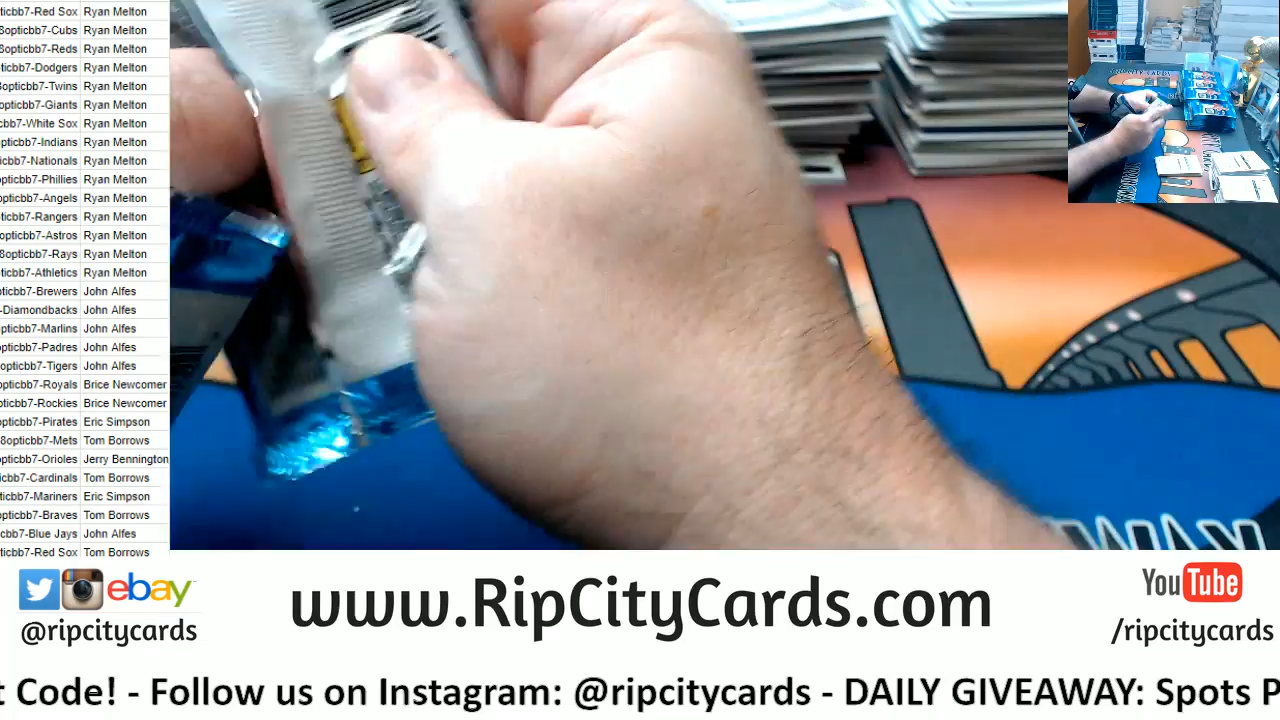 ticbb7-Red Sox Ryan Melton
8opticbb7-Cubs Ryan Melton
8opticbb7-Reds Ryan Melton
ticbb7-Dodgers Ryan Melton
8opticbb7-Twins Ryan Melton
opticbb7-Giants Ryan Melton
cbb7-White Sox Ryan Melton
opticbb7-Indians Ryan Melton
icbb7-Nationals Ryan Melton
opticbb7-Phillies Ryan Melton
opticbb7-Angels Ryan Melton
pticbb7-Rangers Ryan Melton
opticbb7-Astros Ryan Melton
8opticbb7-Rays Ryan Melton
ticbb7-Athletics Ryan Melton
pticbb7-Brewers John Alfes
-Diamondbacks John Alfes
opticbb7-Marlins John Alfes
opticbb7-Padres John Alfes
opticbb7-Tigers John Alfes
opticbb7-Royals Brice Newcomer
pticbb7-Rockies Brice Newcomer
opticbb7-Pirates Eric Simpson
8opticbb7-Mets Tom Borrows
opticbb7-Orioles Jerry Bennington
icbb7-Cardinals Tom Borrows
ticbb7-Mariners Eric Simpson
opticbb7-Braves Tom Borrows
cbb7-Blue Jays John Alfes
ticbb7-Red Sox Tom Borrows
ebay
@ripcitycards
www.RipCityCards.com
YouTube
/ripcitycards
t Code! - Follow us on Instagram: @ripcitycards - DAILY GIVEAWAY: Spots P